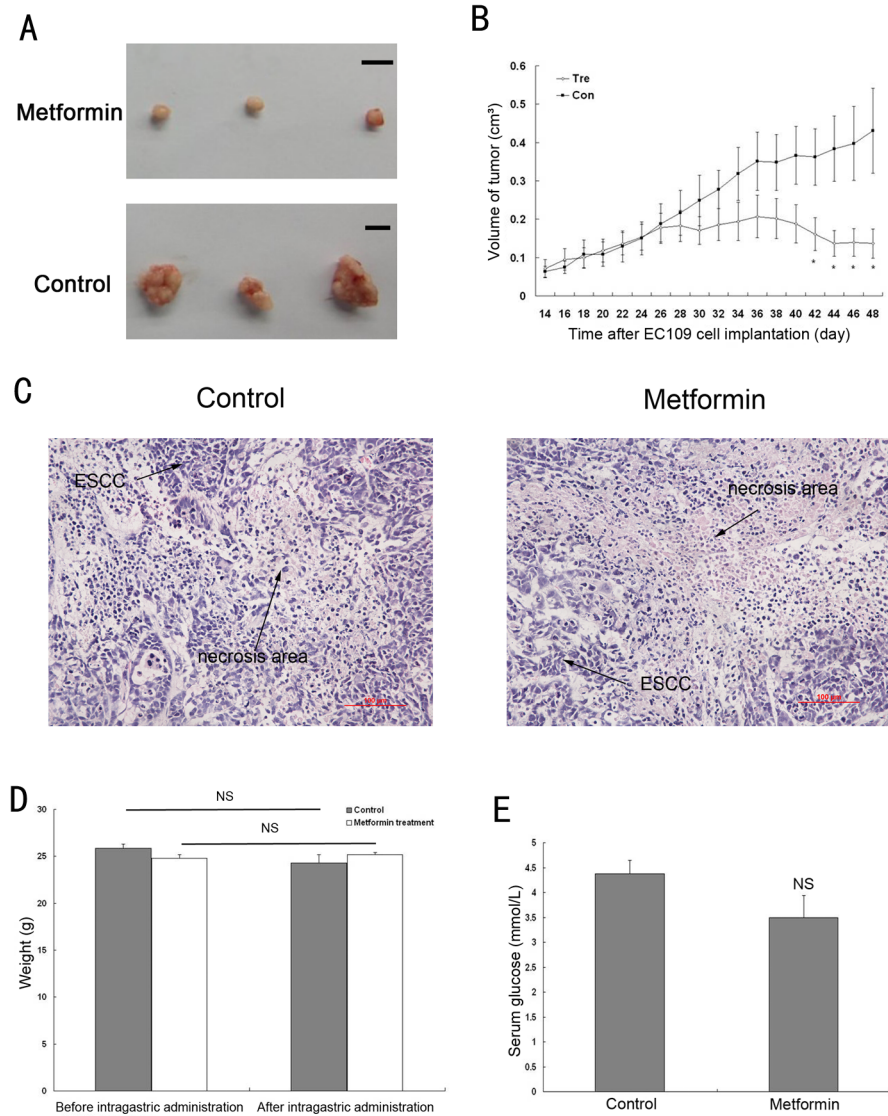 A
Metformin
Control
B
Volume of tumor (cm³)
0.6
0.5
0.4
0.3
0.2
0.1
0
Tre
Con
* * * *
14 16 18 20 22 24 26 28 30 32 34 36 38 40 42 44 46 48
Time after EC109 cell implantation (day)
C
Control
Metformin
ESCC
necrosis area
necrosis area
ESCC
100 μm
D
Weight (g)
30
25
20
15
10
5
0
NS
NS
Control
Metformin treatment
Before intragastric administration
After intragastric administration
E
Serum glucose (mmol/L)
5
4.5
4
3.5
3
2.5
2
1.5
1
0.5
0
NS
Control
Metformin